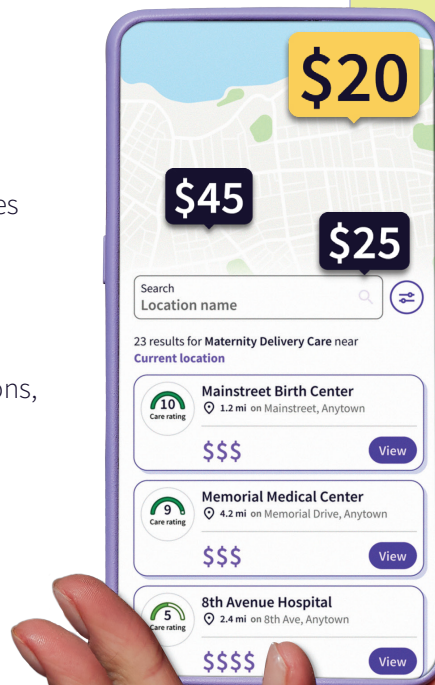 $20
$45
$25
es
ons,
Search
Location name
23 results for Maternity Delivery Care near
Current location
10
Care rating
Mainstreet Birth Center
1.2 mi on Mainstreet, Anytown
$$$
View
9
Care rating
Memorial Medical Center
4.2 mi on Memorial Drive, Anytown
$$$
View
5
Care rating
8th Avenue Hospital
2.4 mi on 8th Ave, Anytown
$$$$
View